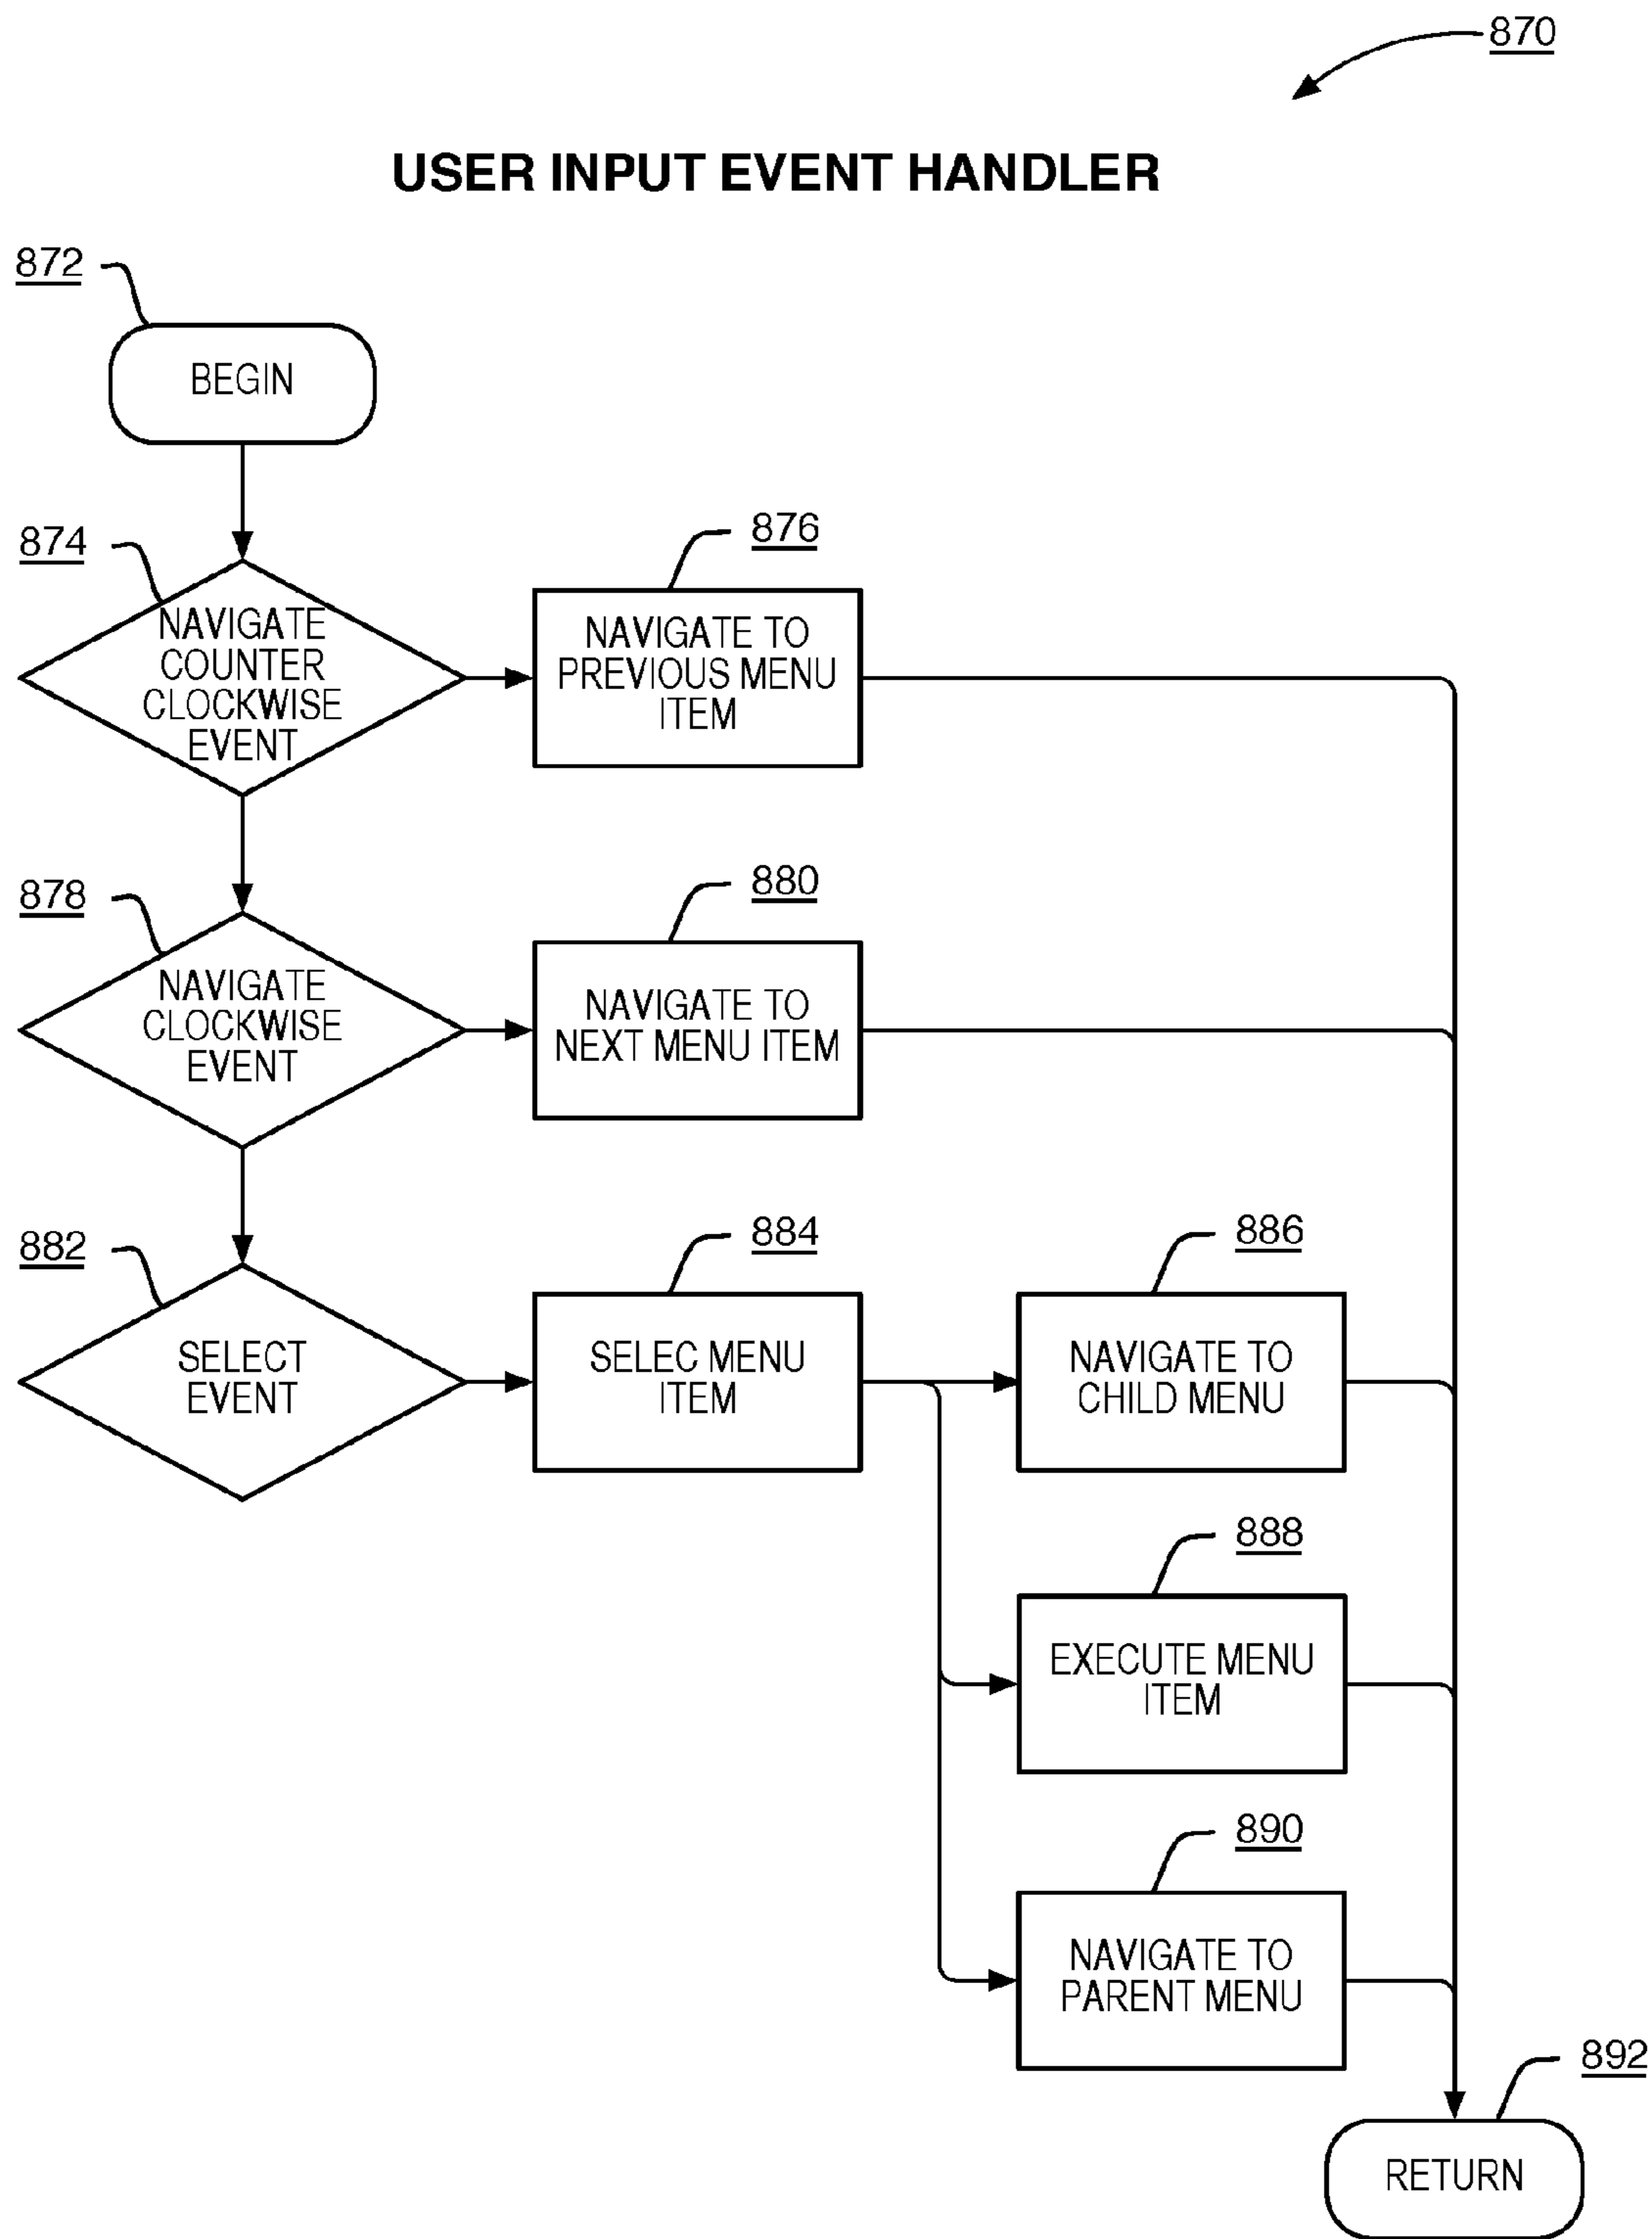 870
USER INPUT EVENT HANDLER
872
BEGIN
874
NAVIGATE
COUNTER
CLOCKWISE
EVENT
876
NAVIGATE TO
PREVIOUS MENU
ITEM
878
NAVIGATE
CLOCKWISE
EVENT
880
NAVIGATE TO
NEXT MENU ITEM
882
SELECT
EVENT
884
SELEC MENU
ITEM
886
NAVIGATE TO
CHILD MENU
888
EXECUTE MENU
ITEM
890
NAVIGATE TO
PARENT MENU
892
RETURN